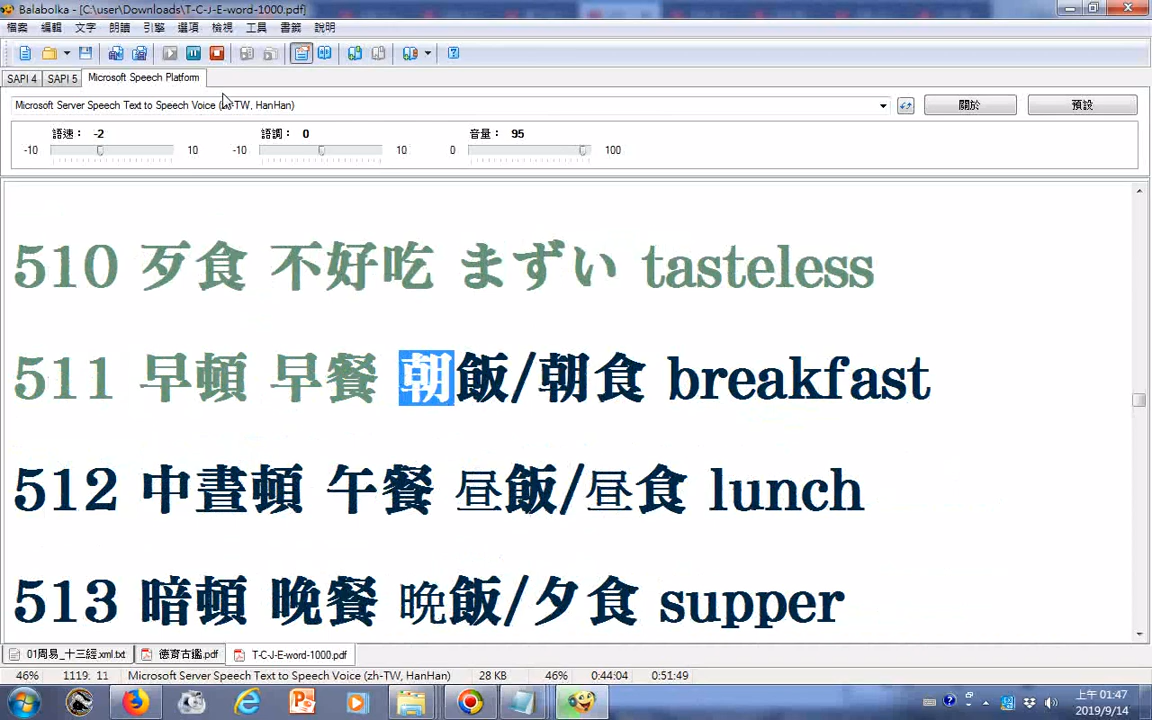 Balabolka - [C:\user\Downloads\T-C-J-E-word-1000.pdf]
檔案 編輯 文字 朗讀 引擎 選項 檢視 工具 書籤 說明
SAPI 4 SAPI 5 Microsoft Speech Platform
Microsoft Server Speech Text to Speech Voice (zh-TW, HanHan) 關於 預設
語速： -2 語調： 0 音量： 95
-10 10 -10 10 0 100
510 歹食 不好吃 まずい tasteless
511 早頓 早餐 朝飯/朝食 breakfast
512 中晝頓 午餐 昼飯/昼食 lunch
513 暗頓 晚餐 晩飯/夕食 supper
01周易_十三經.xml.txt 德育古鑑.pdf T-C-J-E-word-1000.pdf
46% 1119: 11 Microsoft Server Speech Text to Speech Voice (zh-TW, HanHan) 28 KB 46% 0:44:04 0:51:49
上午 01:47
2019/9/14